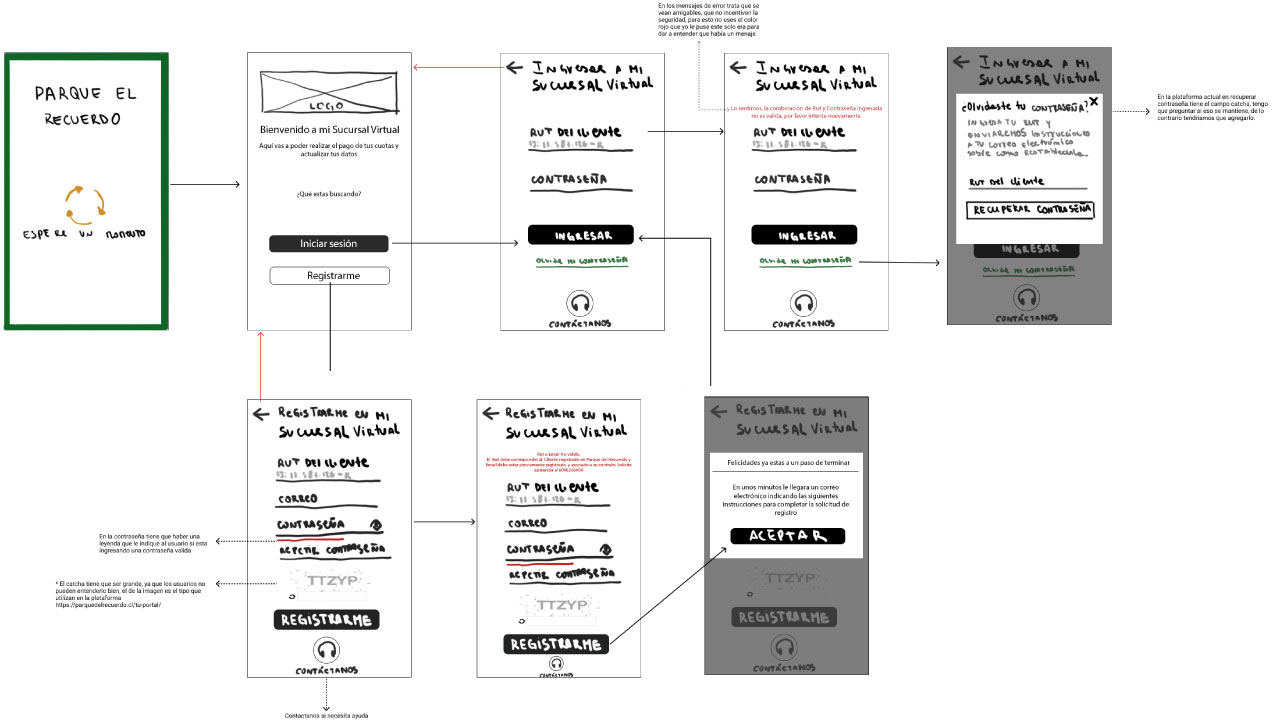 En los mensajes de error trata que se
vean amigables, que no incentiven la
seguridad, para esto no uses el color
rojo que yo le puse este solo era para
dar a entender que había un menaje
PARQUE EL
RECUERDO
ESPERE UN MOMENTO
LOGO
Bienvenido a mi Sucursal Virtual
Aquí vas a poder realizar el pago de tus cuotas y
actualizar tus datos
¿Qué estas buscando?
Iniciar sesión
Registrarme
INGRESAR A MI
SUCURSAL VIRTUAL
RUT DEL CLIENTE
CONTRASEÑA
INGRESAR
OLVIDE MI CONTRASEÑA
CONTÁCTANOS
INGRESAR A MI
SUCURSAL VIRTUAL
Lo sentimos, la combinación de Rut y Contraseña ingresada
no es valida, por favor intente nuevamente.
RUT DEL CLIENTE
CONTRASEÑA
INGRESAR
OLVIDE MI CONTRASEÑA
CONTÁCTANOS
INGRESAR A MI
SUCURSAL VIRTUAL
¿Olvidaste tu CONTRASEÑA? X
INGRESA TU RUT Y
ENVIAREMOS INSTRUCCIONES
A TU CORREO ELECTRÓNICO
SOBRE COMO
RUT DEL CLIENTE
RECUPERAR CONTRASEÑA
INGRESAR
OLVIDE MI CONTRASEÑA
CONTÁCTANOS
En la plataforma actual en recuperar
contraseña tiene el campo catcha, tengo
que preguntar si eso se mantiene, de lo
contrario tendriamos que agregarlo.
REGISTRARME EN MI
SUCURSAL VIRTUAL
RUT DEL CLIENTE
CORREO
CONTRASEÑA
REPETIR CONTRASEÑA
TTZYP
REGISTRARME
CONTÁCTANOS
En la contraseña tiene que haber una
leyenda que le indique al usuario si esta
ingresando una contraseña valida
* El catcha tiene que ser grande, ya que los usuarios no
pueden entenderlo bien, el de la imagen es el tipo que
utilizan en la plataforma
https://parquedelrecuerdo.cl/tu-portal/
Contactanos si necesita ayuda
REGISTRARME EN MI
SUCURSAL VIRTUAL
El Rut debe corresponder al Cliente
RUT DEL CLIENTE
CORREO
CONTRASEÑA
REPETIR CONTRASEÑA
TTZYP
REGISTRARME
CONTÁCTANOS
REGISTRARME EN MI
SUCURSAL VIRTUAL
Felicidades ya estas a un paso de terminar
En unos minutos le llegara un correo
electrónico indicando las siguientes
instrucciones para completar la solicitud de
registro
ACEPTAR
TTZYP
REGISTRARME
CONTÁCTANOS